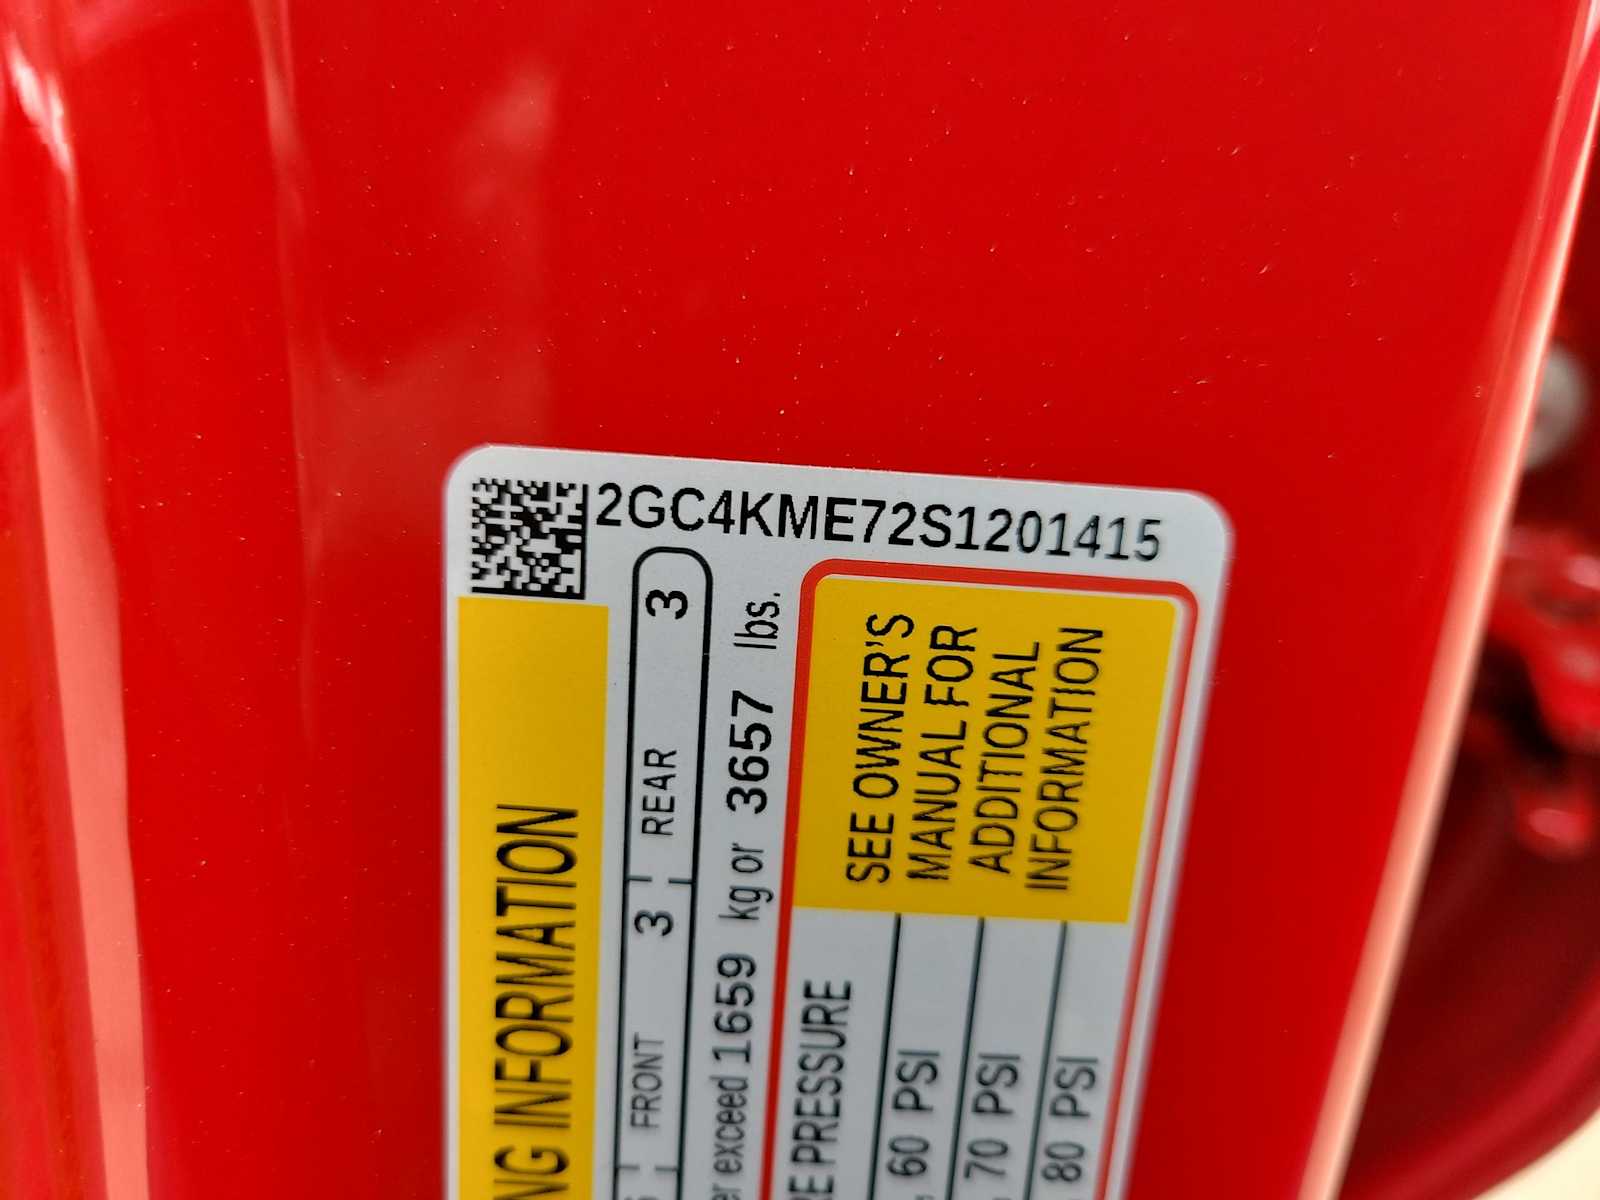 2GC4KME72S1201415
NG INFORMATION
FRONT 3 REAR 3
exceed 1659 kg or 3657 lbs.
PRESSURE
60 PSI
70 PSI
80 PSI
SEE OWNER'S
MANUAL FOR
ADDITIONAL
INFORMATION